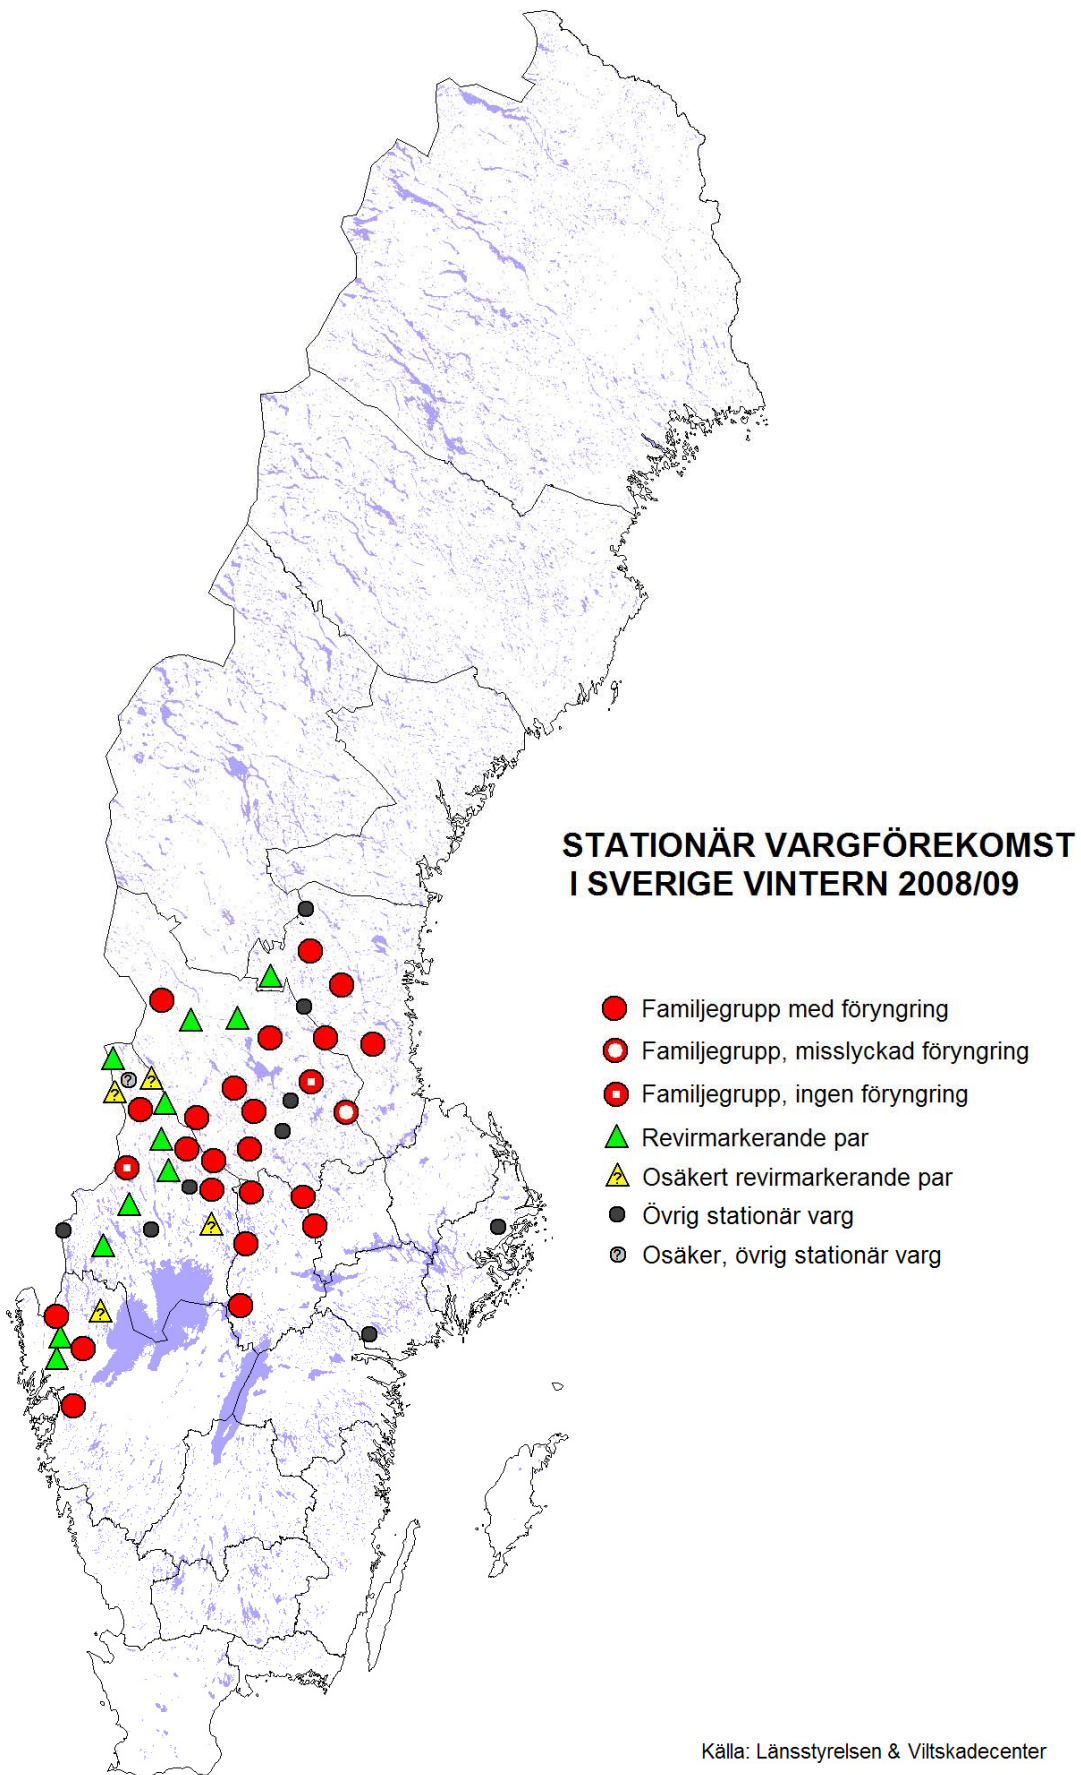 STATIONÄR VARGFÖREKOMST
I SVERIGE VINTERN 2008/09
Familjegrupp med föryngring
Familjegrupp, misslyckad föryngring
Familjegrupp, ingen föryngring
Revirmarkerande par
? Osäkert revirmarkerande par
Övrig stationär varg
? Osäker, övrig stationär varg
?
?
?
?
?
Källa: Länsstyrelsen & Viltskadecenter